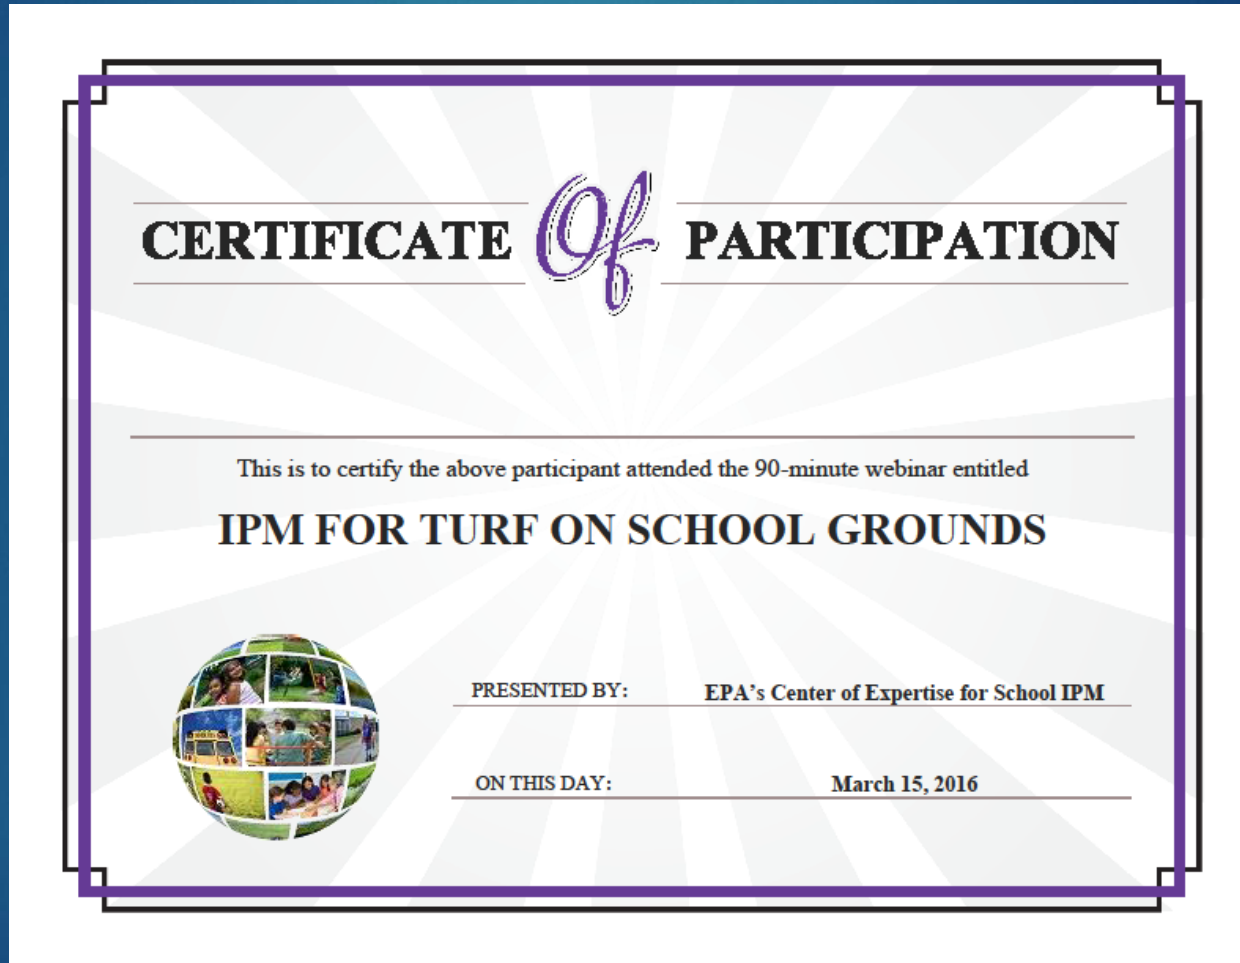 CERTIFICATE Of PARTICIPATION
This is to certify the above participant attended the 90-minute webinar entitled
IPM FOR TURF ON SCHOOL GROUNDS
PRESENTED BY: EPA’s Center of Expertise for School IPM
ON THIS DAY: March 15, 2016